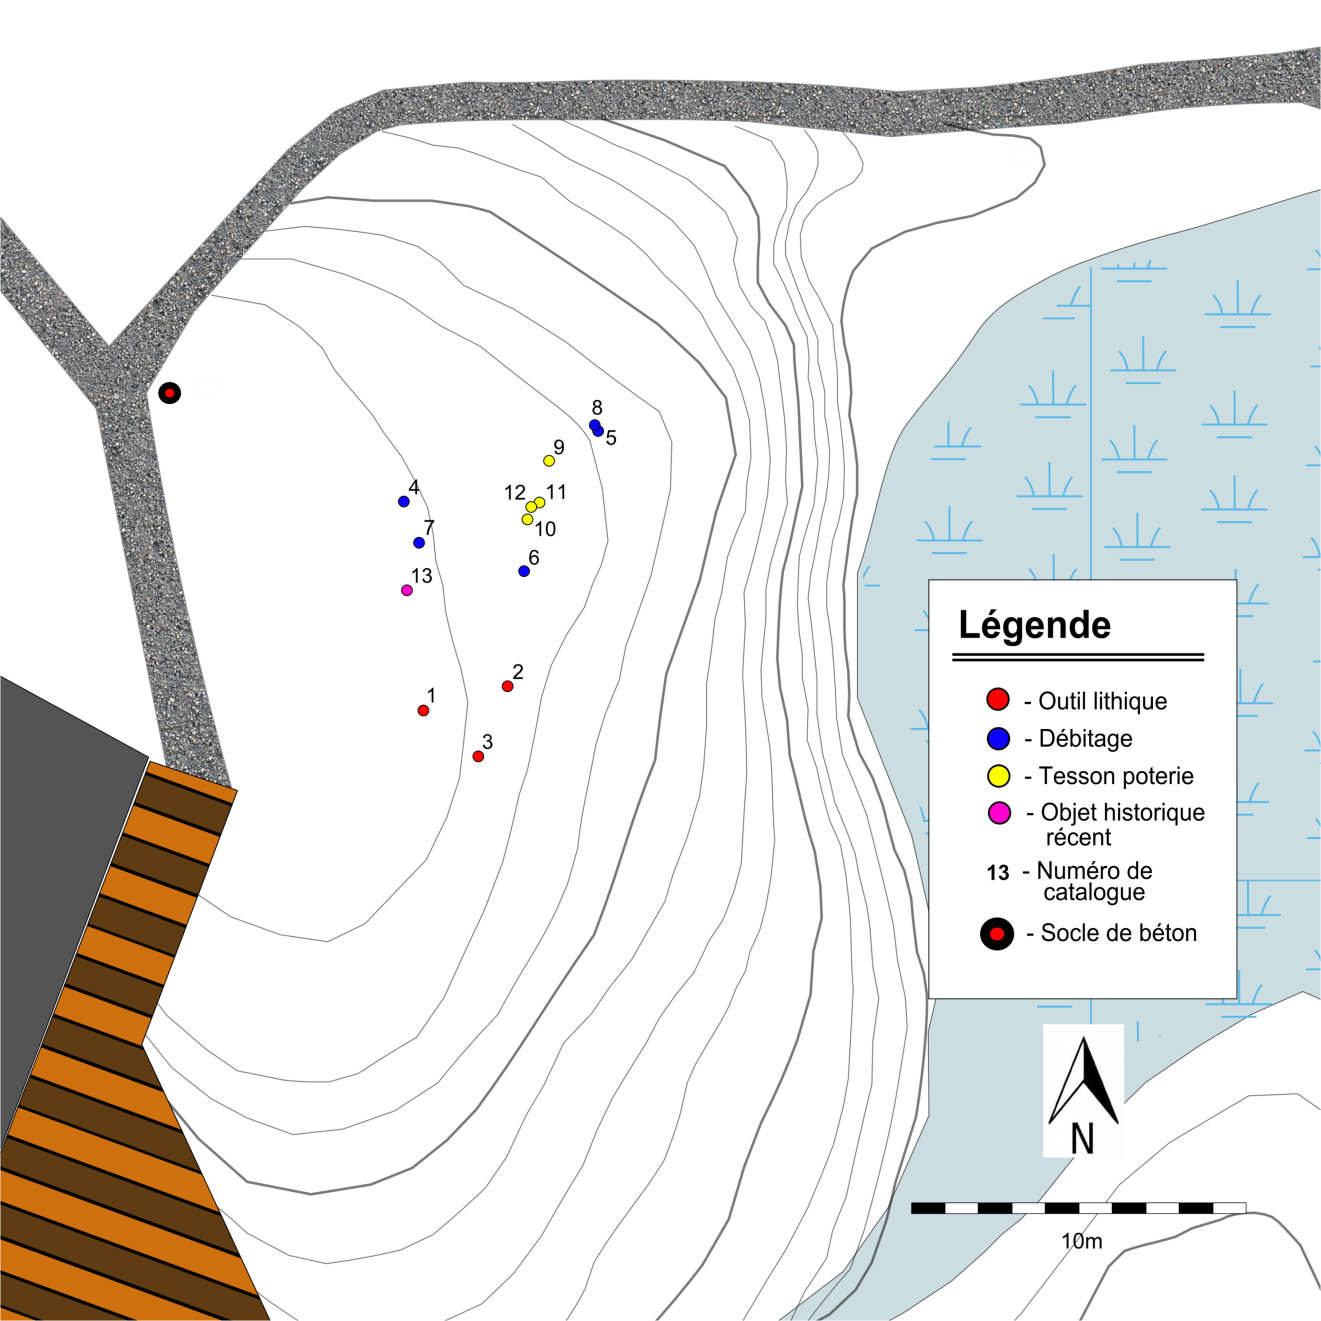 8
5
9
4
12
11
10
7
6
13
2
1
3
Légende
- Outil lithique
- Débitage
- Tesson poterie
- Objet historique
récent
13 - Numéro de
catalogue
- Socle de béton
N
10m